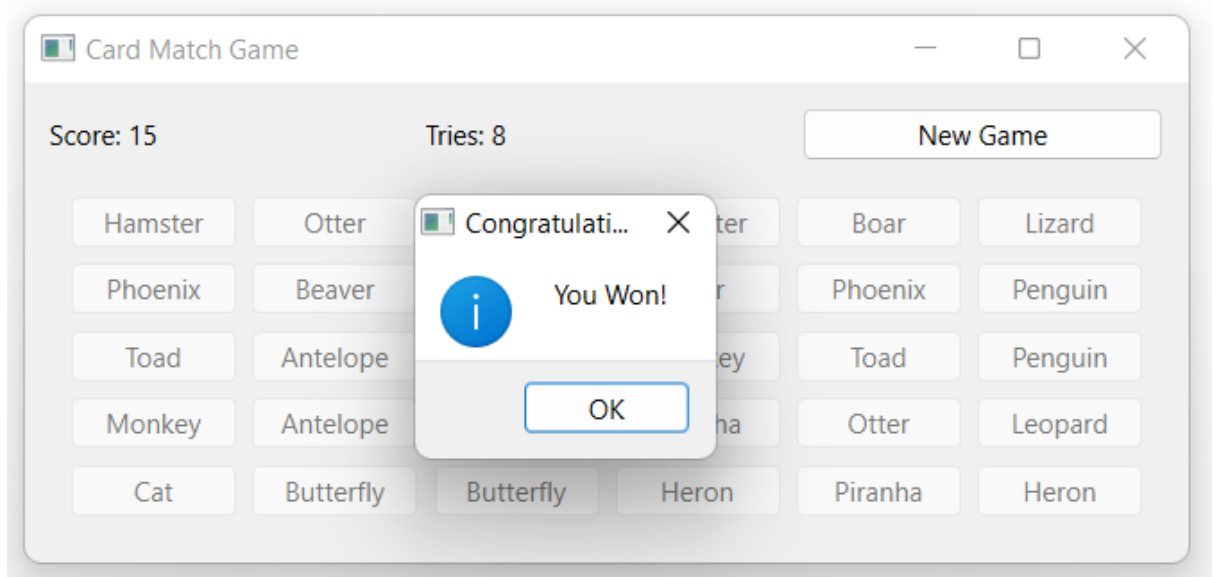 Card Match Game
Score: 15 Tries: 8 New Game
Hamster Otter Congratulati... Boar Lizard
Phoenix Beaver You Won! Phoenix Penguin
Toad Antelope Toad Penguin
Monkey Antelope OK Otter Leopard
Cat Butterfly Butterfly Heron Piranha Heron